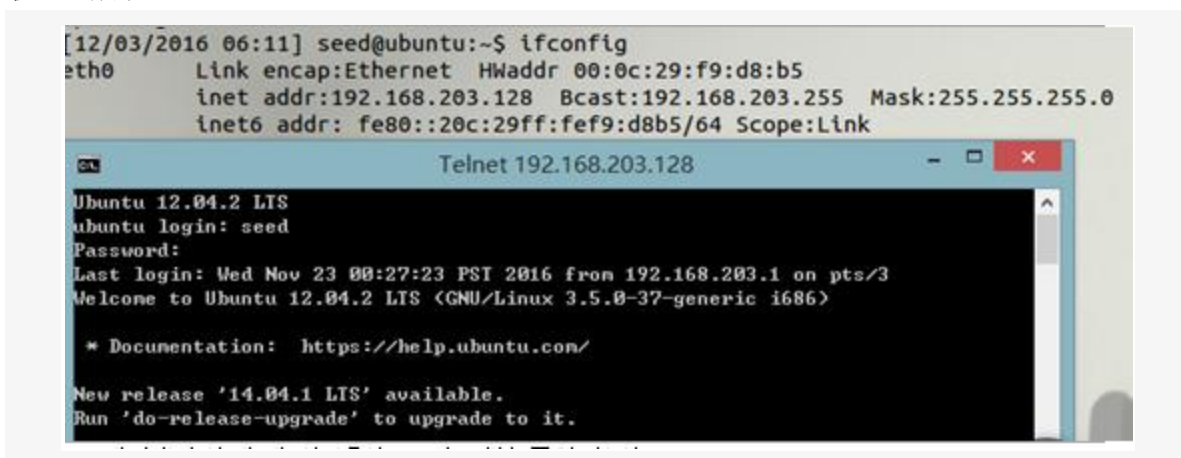 [12/03/2016 06:11] seed@ubuntu:~$ ifconfig
eth0 Link encap:Ethernet HWaddr 00:0c:29:f9:d8:b5
inet addr:192.168.203.128 Bcast:192.168.203.255 Mask:255.255.255.0
inet6 addr: fe80::20c:29ff:fef9:d8b5/64 Scope:Link
Telnet 192.168.203.128
Ubuntu 12.04.2 LTS
ubuntu login: seed
Password:
Last login: Wed Nov 23 00:27:23 PST 2016 from 192.168.203.1 on pts/3
Welcome to Ubuntu 12.04.2 LTS (GNU/Linux 3.5.0-37-generic i686)
* Documentation: https://help.ubuntu.com/
New release '14.04.1 LTS' available.
Run 'do-release-upgrade' to upgrade to it.